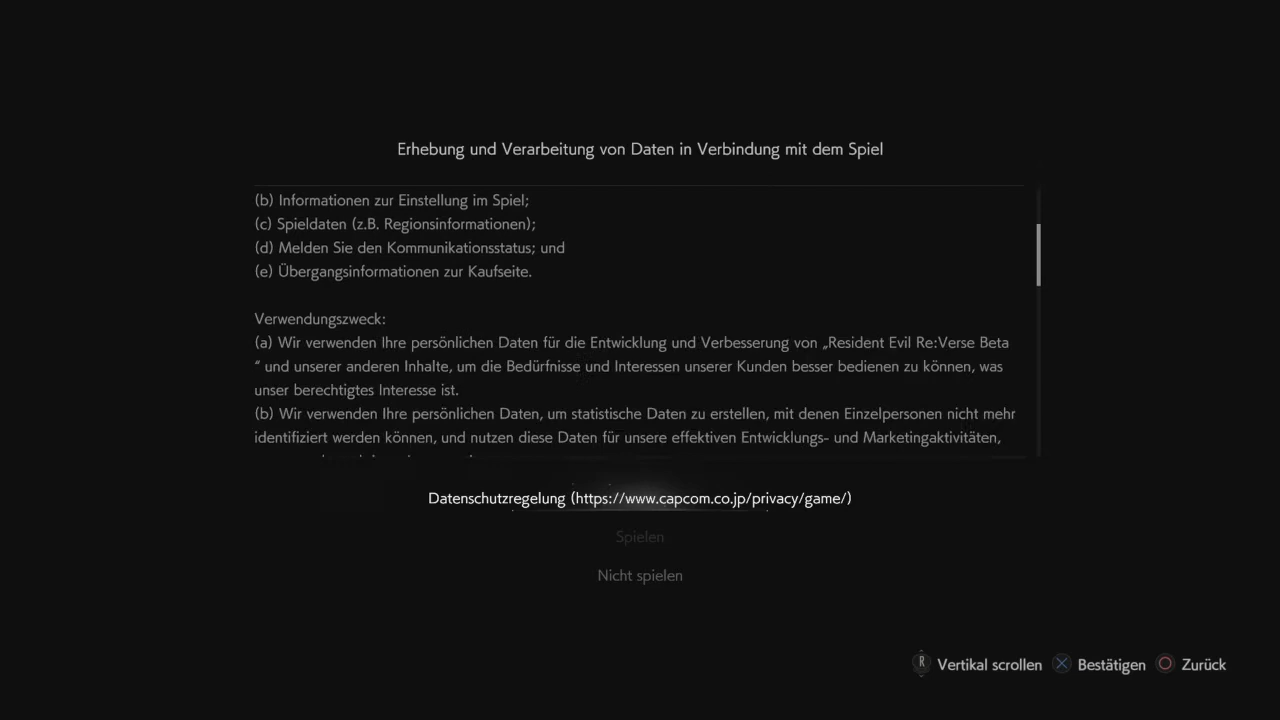 Erhebung und Verarbeitung von Daten in Verbindung mit dem Spiel
(b) Informationen zur Einstellung im Spiel;
(c) Spieldaten (z.B. Regionsinformationen);
(d) Melden Sie den Kommunikationsstatus; und
(e) Übergangsinformationen zur Kaufseite.
Verwendungszweck:
(a) Wir verwenden Ihre persönlichen Daten für die Entwicklung und Verbesserung von „Resident Evil Re:Verse Beta
“ und unserer anderen Inhalte, um die Bedürfnisse und Interessen unserer Kunden besser bedienen zu können, was
unser berechtigtes Interesse ist.
(b) Wir verwenden Ihre persönlichen Daten, um statistische Daten zu erstellen, mit denen Einzelpersonen nicht mehr
identifiziert werden können, und nutzen diese Daten für unsere effektiven Entwicklungs- und Marketingaktivitäten,
Datenschutzregelung (https://www.capcom.co.jp/privacy/game/)
Spielen
Nicht spielen
R Vertikal scrollen Bestätigen Zurück